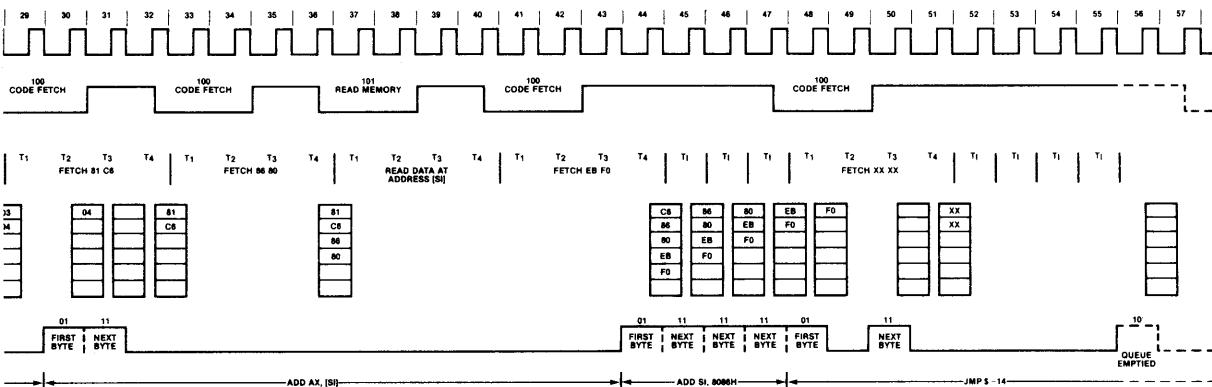 29 30 31 32 33 34 35 36 37 38 39 40 41 42 43 44 45 46 47 48 49 50 51 52 53 54 55 56 57
100 100 101 100 100
CODE FETCH CODE FETCH READ MEMORY CODE FETCH CODE FETCH
T1 T2 T3 T4 T1 T2 T3 T4 T1 T2 T3 T4 T1 T2 T3 T4 TI TI TI T1 T2 T3 T4 TI TI TI TI
FETCH 81 C6 FETCH 86 80 READ DATA AT FETCH EB F0 FETCH XX XX
ADDRESS [SI]
03 04 81 81 C6 86 80 EB F0 XX
04 C6 C6 86 80 EB F0 XX
86 80 EB F0
80 EB F0
F0
01 11 01 11 11 11 01 11 10
FIRST NEXT FIRST NEXT NEXT NEXT FIRST NEXT
BYTE BYTE BYTE BYTE BYTE BYTE BYTE BYTE
QUEUE
EMPTIED
ADD AX, [SI] ADD SI, 8086H JMP $ -14